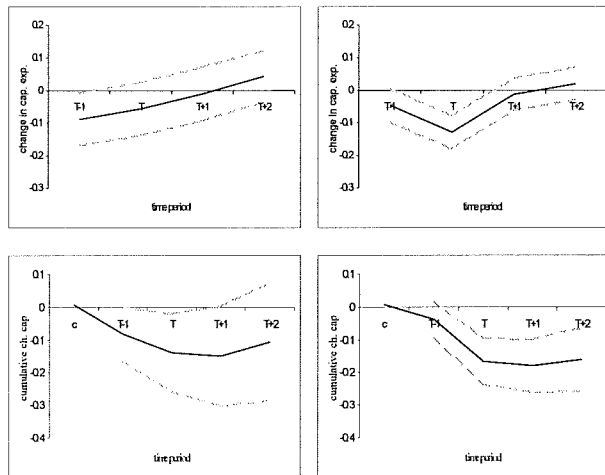 0.2
0.1
0
-0.1
-0.2
-0.3
T-1
T
T+1
T+2
change in cap. exp.
time period
0.2
0.1
0
-0.1
-0.2
-0.3
T-1
T
T+1
T+2
change in cap. exp.
time period
0.1
0
-0.1
-0.2
-0.3
-0.4
c
T-1
T
T+1
T+2
cumulative ch. cap
time period
0.1
0
-0.1
-0.2
-0.3
-0.4
c
T-1
T
T+1
T+2
cumulative ch. cap
time period